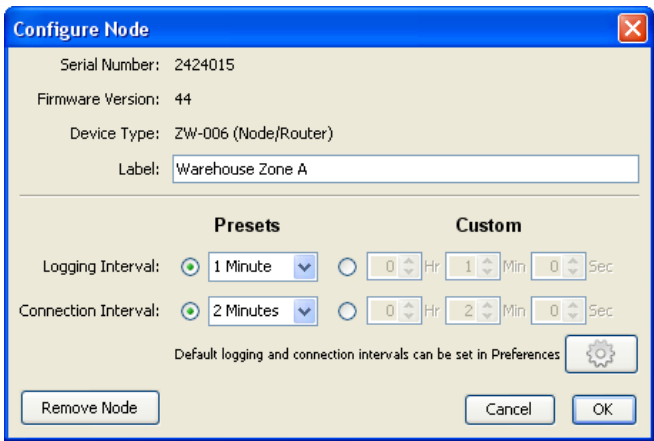 Configure Node
Serial Number: 2424015
Firmware Version: 44
Device Type: ZW-006 (Node/Router)
Label: Warehouse Zone A
Presets Custom
Logging Interval: 1 Minute 0 Hr 1 Min 0 Sec
Connection Interval: 2 Minutes 0 Hr 2 Min 0 Sec
Default logging and connection intervals can be set in Preferences
Remove Node Cancel OK